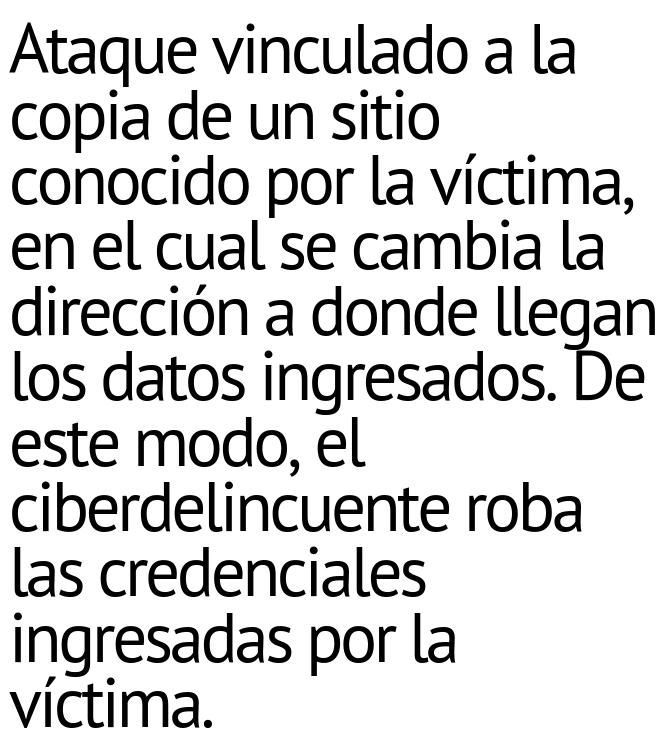 Ataque vinculado a la
copia de un sitio
conocido por la víctima,
en el cual se cambia la
dirección a donde llegan
los datos ingresados. De
este modo, el
ciberdelincuente roba
las credenciales
ingresadas por la
víctima.